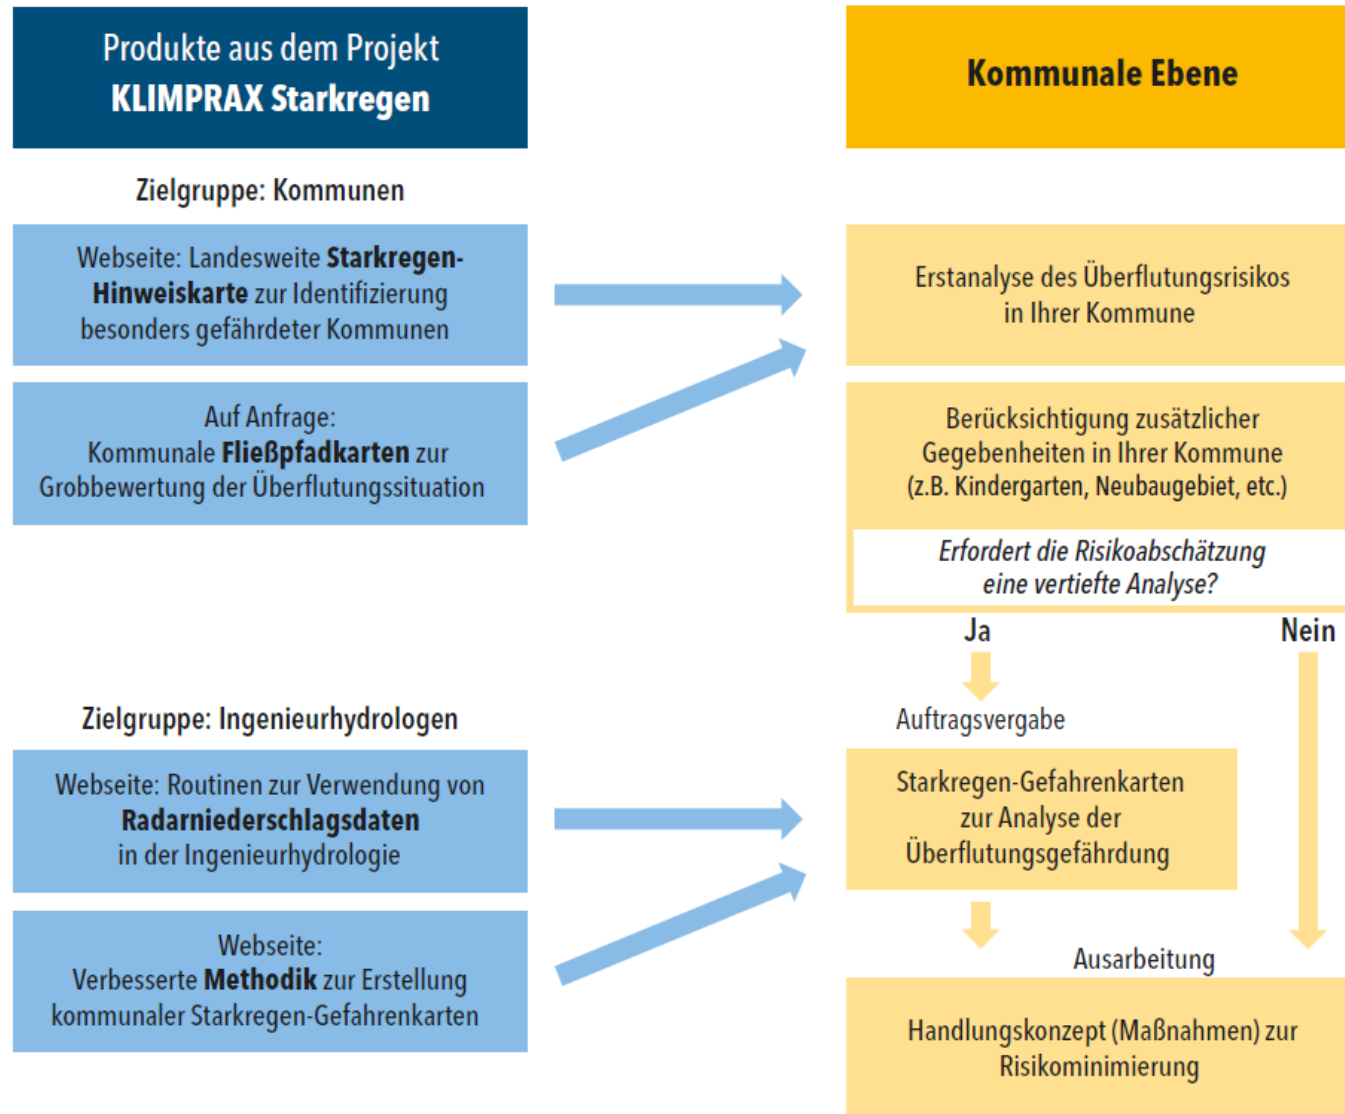 Produkte aus dem Projekt
KLIMPRAX Starkregen
Zielgruppe: Kommunen
Webseite: Landesweite Starkregen-
Hinweiskarte zur Identifizierung
besonders gefährdeter Kommunen
Auf Anfrage:
Kommunale Fließpfadkarten zur
Grobbewertung der Überflutungssituation
Zielgruppe: Ingenieurhydrologen
Webseite: Routinen zur Verwendung von
Radarniederschlagsdaten
in der Ingenieurhydrologie
Webseite:
Verbesserte Methodik zur Erstellung
kommunaler Starkregen-Gefahrenkarten
Kommunale Ebene
Erstanalyse des Überflutungsrisikos
in Ihrer Kommune
Berücksichtigung zusätzlicher
Gegebenheiten in Ihrer Kommune
(z.B. Kindergarten, Neubaugebiet, etc.)
Erfordert die Risikoabschätzung
eine vertiefte Analyse?
Ja
Nein
Auftragsvergabe
Starkregen-Gefahrenkarten
zur Analyse der
Überflutungsgefährdung
Ausarbeitung
Handlungskonzept (Maßnahmen) zur
Risikominimierung